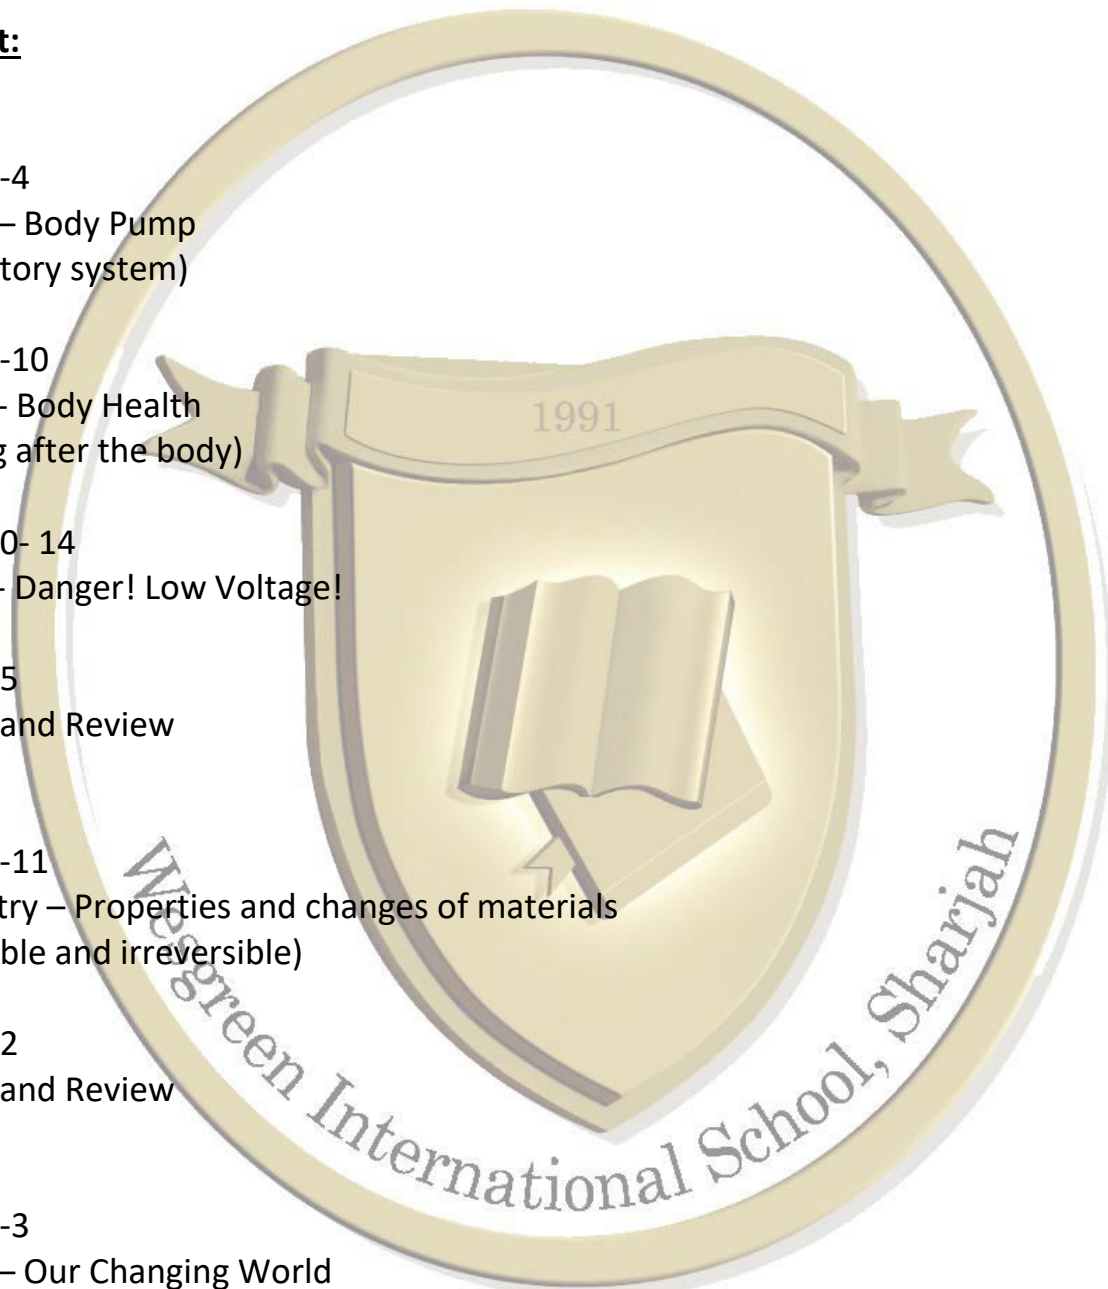 t:
-4
– Body Pump
tory system)
-10
- Body Health
g after the body)
0- 14
- Danger! Low Voltage!
5
and Review
-11
try – Properties and changes of materials
ble and irreversible)
2
and Review
-3
– Our Changing World
1991
Wesgreen International School, Sharjah